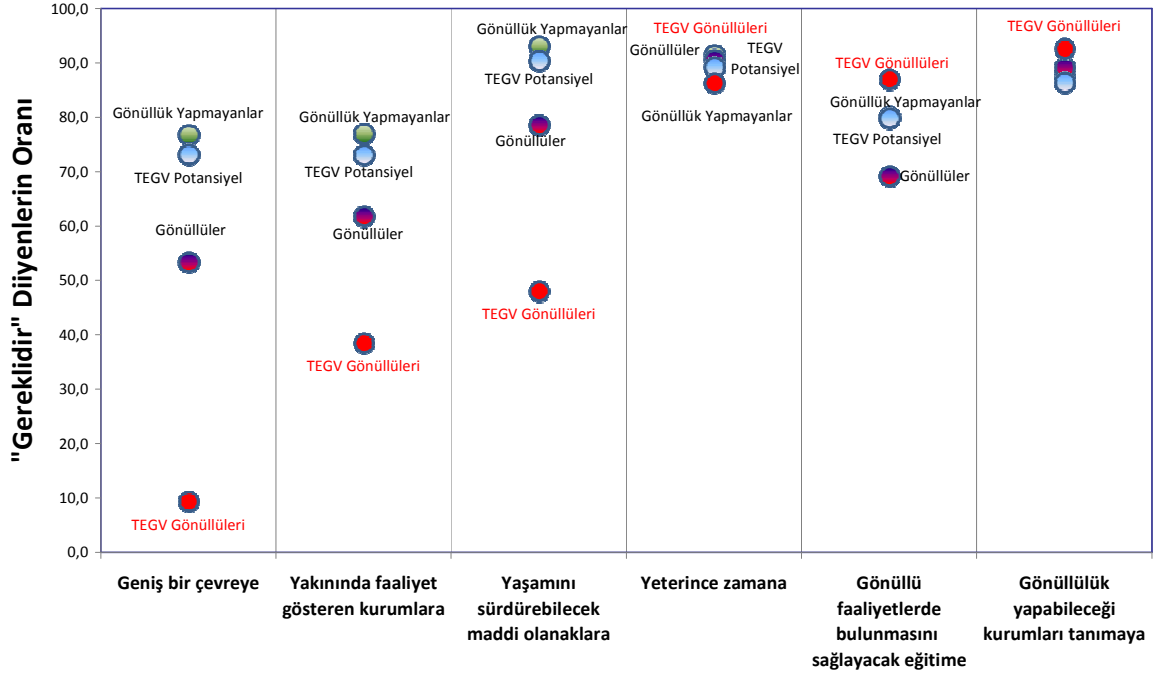 "Gereklidir" Diiyenlerin Oranı
100,0
90,0
80,0
70,0
60,0
50,0
40,0
30,0
20,0
10,0
0,0
Gönüllük Yapmayanlar
TEGV Potansiyel
Gönüllüler
TEGV Gönüllüleri
Gönüllük Yapmayanlar
TEGV Potansiyel
Gönüllüler
TEGV Gönüllüleri
Gönüllük Yapmayanlar
TEGV Potansiyel
Gönüllüler
TEGV Gönüllüleri
TEGV Gönüllüleri
Gönüllüler
TEGV
Potansiyel
Gönüllük Yapmayanlar
TEGV Gönüllüleri
Gönüllük Yapmayanlar
TEGV Potansiyel
Gönüllüler
TEGV Gönüllüleri
Geniş bir çevreye
Yakınında faaliyet
gösteren kurumlara
Yaşamını
sürdürebilecek
maddi olanaklara
Yeterince zamana
Gönüllü
faaliyetlerde
bulunmasını
sağlayacak eğitime
Gönüllülük
yapabileceği
kurumları tanımaya